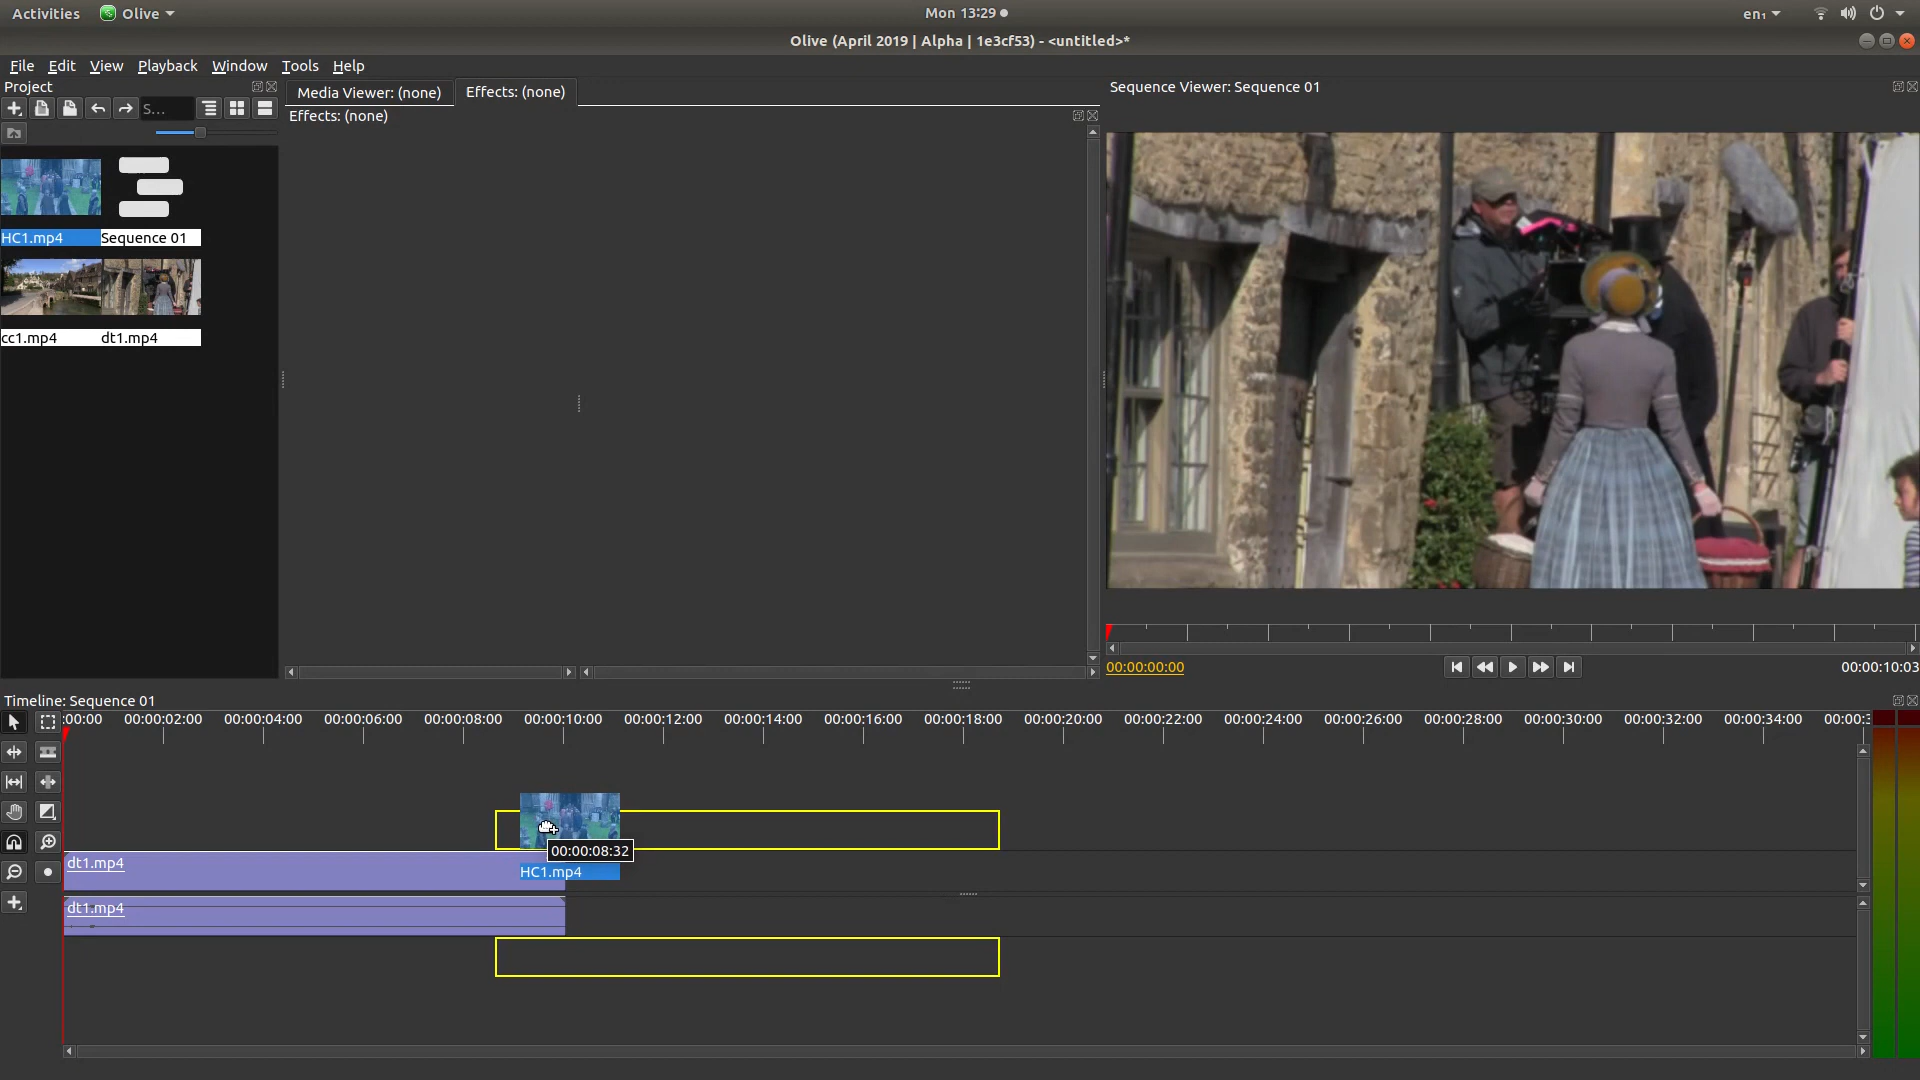 Activities Olive Mon 13:29 en₁
Olive (April 2019 | Alpha | 1e3cf53) - <untitled>*
File Edit View Playback Window Tools Help
Project
S...
HC1.mp4 Sequence 01
cc1.mp4 dt1.mp4
Media Viewer: (none) Effects: (none)
Effects: (none)
Sequence Viewer: Sequence 01
00:00:00:00 00:00:10:03
Timeline: Sequence 01
:00:00 00:00:02:00 00:00:04:00 00:00:06:00 00:00:08:00 00:00:10:00 00:00:12:00 00:00:14:00 00:00:16:00 00:00:18:00 00:00:20:00 00:00:22:00 00:00:24:00 00:00:26:00 00:00:28:00 00:00:30:00 00:00:32:00 00:00:34:00 00:00:3
00:00:08:32
dt1.mp4
HC1.mp4
dt1.mp4